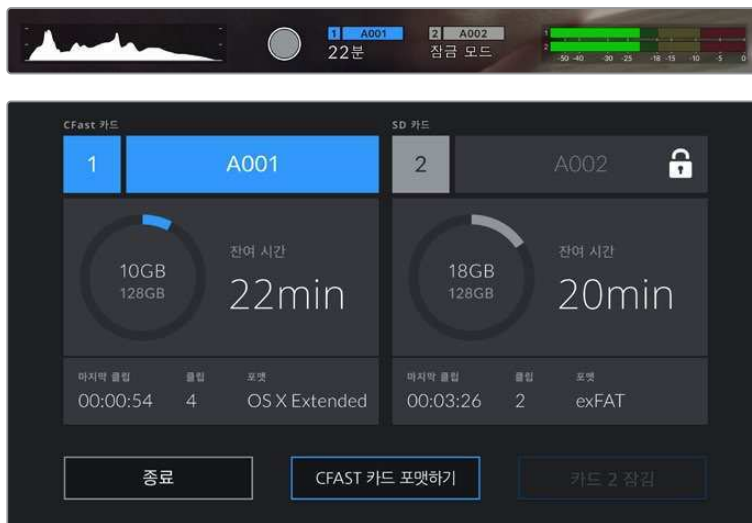 1 A001 2 A002
22분 잠금 모드
1
2
-50 -40 -30 -25 -18 -15 -10 -5 0
CFast 카드 SD 카드
1 A001 2 A002
10GB
128GB
잔여 시간
22min
18GB
128GB
잔여 시간
20min
마지막 클립 클립 포맷
00:00:54 4 OS X Extended
마지막 클립 클립 포맷
00:03:26 2 exFAT
종료 CFAST 카드 포맷하기 카드 2 잠김